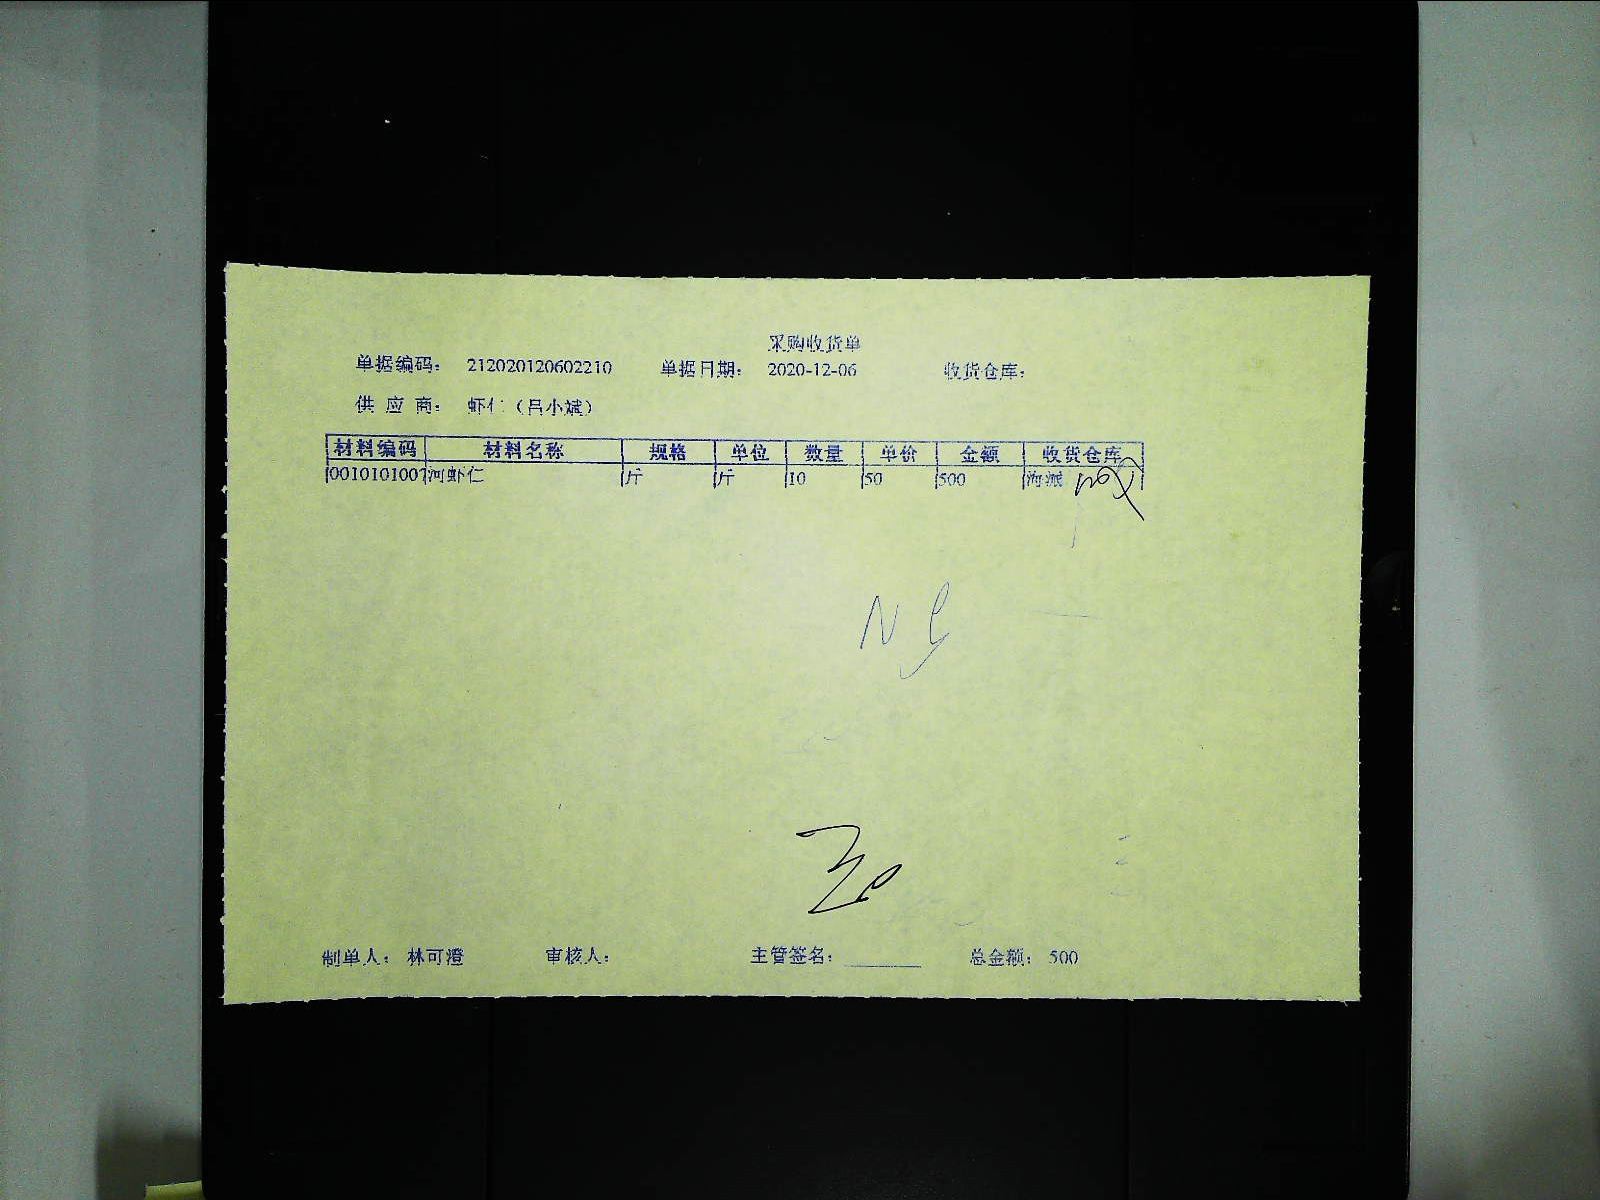 采购收货单
单据编码： 212020120602210 单据日期： 2020-12-06 收货仓库：
供 应 商： 虾仁（吕小斌）
材料编码 材料名称 规格 单位 数量 单价 金额 收货仓库
0010101007 河虾仁 斤 斤 10 50 500 海派
制单人： 林可澄 审核人： 主管签名： 总金额： 500